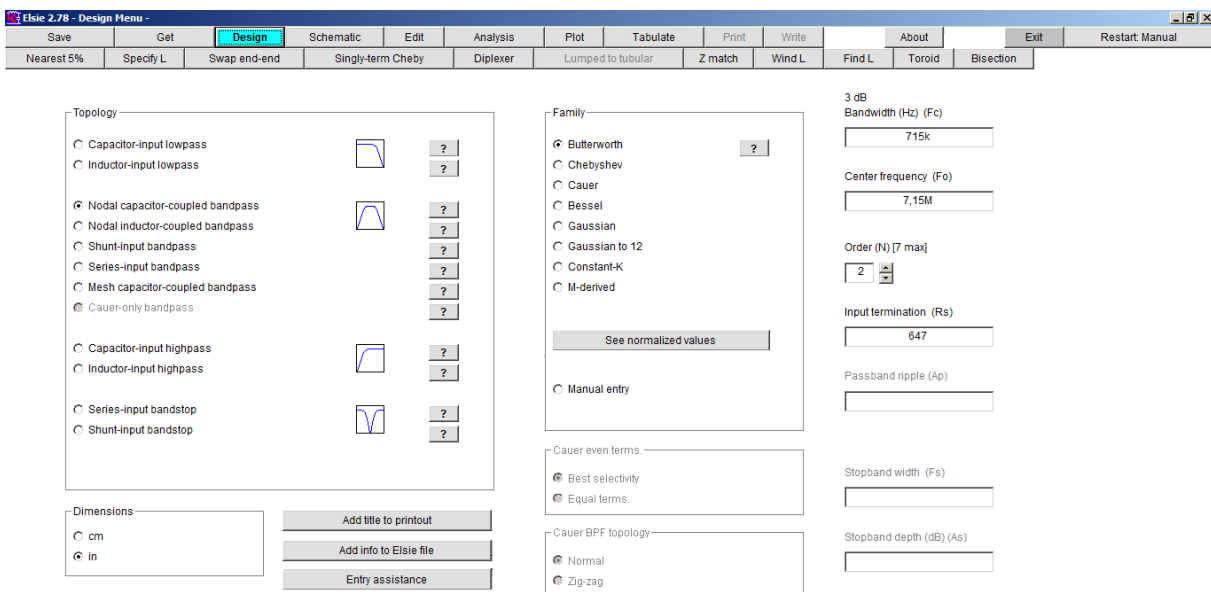 Elsie 2.78 - Design Menu -
Save Get Design Schematic Edit Analysis Plot Tabulate Print Write About Exit Restart: Manual
Nearest 5% Specify L Swap end-end Singly-term Cheby Diplexer Lumped to tubular Z match Wind L Find L Toroid Bisection
Topology
Capacitor-input lowpass ?
Inductor-input lowpass ?
Nodal capacitor-coupled bandpass ?
Nodal inductor-coupled bandpass ?
Shunt-input bandpass ?
Series-input bandpass ?
Mesh capacitor-coupled bandpass ?
Cauer-only bandpass ?
Capacitor-input highpass ?
Inductor-input highpass ?
Series-input bandstop ?
Shunt-input bandstop ?
Dimensions
cm
in
Add title to printout
Add info to Elsie file
Entry assistance
Family
Butterworth ?
Chebyshev
Cauer
Bessel
Gaussian
Gaussian to 12
Constant-K
M-derived
See normalized values
Manual entry
Cauer even terms.
Best selectivity
Equal terms.
Cauer BPF topology
Normal
Zig-zag
3 dB
Bandwidth (Hz) (Fc)
715k
Center frequency (Fo)
7,15M
Order (N) [7 max]
2
Input termination (Rs)
647
Passband ripple (Ap)
Stopband width (Fs)
Stopband depth (dB) (As)